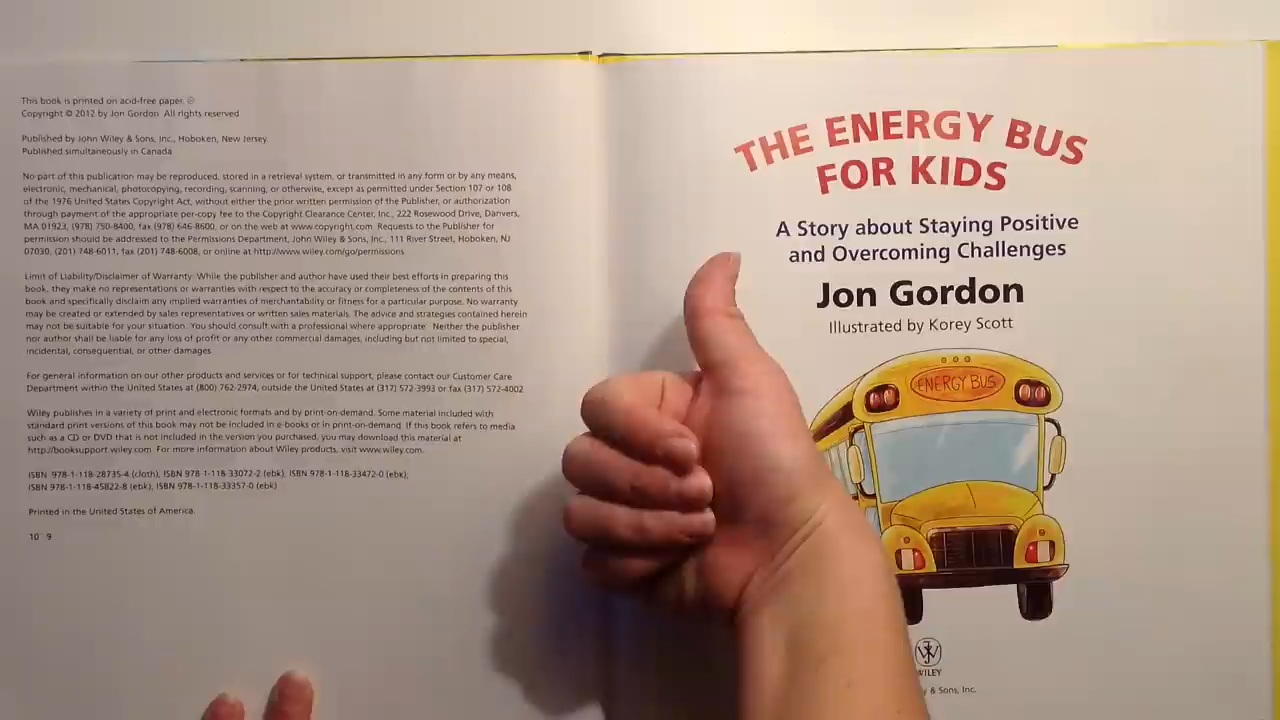 This book is printed on acid-free paper. ♾
Copyright © 2012 by Jon Gordon. All rights reserved
Published by John Wiley & Sons, Inc., Hoboken, New Jersey.
Published simultaneously in Canada
No part of this publication may be reproduced, stored in a retrieval system, or transmitted in any form or by any means,
electronic, mechanical, photocopying, recording, scanning, or otherwise, except as permitted under Section 107 or 108
of the 1976 United States Copyright Act, without either the prior written permission of the Publisher, or authorization
through payment of the appropriate per-copy fee to the Copyright Clearance Center, Inc., 222 Rosewood Drive, Danvers,
MA 01923, (978) 750-8400, fax (978) 646-8600, or on the web at www.copyright.com. Requests to the Publisher for
permission should be addressed to the Permissions Department, John Wiley & Sons, Inc., 111 River Street, Hoboken, NJ
07030, (201) 748-6011, fax (201) 748-6008, or online at http://www.wiley.com/go/permissions.
Limit of Liability/Disclaimer of Warranty: While the publisher and author have used their best efforts in preparing this
book, they make no representations or warranties with respect to the accuracy or completeness of the contents of this
book and specifically disclaim any implied warranties of merchantability or fitness for a particular purpose. No warranty
may be created or extended by sales representatives or written sales materials. The advice and strategies contained herein
may not be suitable for your situation. You should consult with a professional where appropriate. Neither the publisher
nor author shall be liable for any loss of profit or any other commercial damages, including but not limited to special,
incidental, consequential, or other damages.
For general information on our other products and services or for technical support, please contact our Customer Care
Department within the United States at (800) 762-2974, outside the United States at (317) 572-3993 or fax (317) 572-4002.
Wiley publishes in a variety of print and electronic formats and by print-on-demand. Some material included with
standard print versions of this book may not be included in e-books or in print-on-demand. If this book refers to media
such as a CD or DVD that is not included in the version you purchased, you may download this material at
http://booksupport.wiley.com. For more information about Wiley products, visit www.wiley.com.
ISBN 978-1-118-28735-4 (cloth), ISBN 978-1-118-33072-2 (ebk), ISBN 978-1-118-33472-0 (ebk),
ISBN 978-1-118-45822-8 (ebk), ISBN 978-1-118-33357-0 (ebk)
Printed in the United States of America.
10 9
THE ENERGY BUS
FOR KIDS
A Story about Staying Positive
and Overcoming Challenges
Jon Gordon
Illustrated by Korey Scott
ENERGY BUS
WILEY
& Sons, Inc.